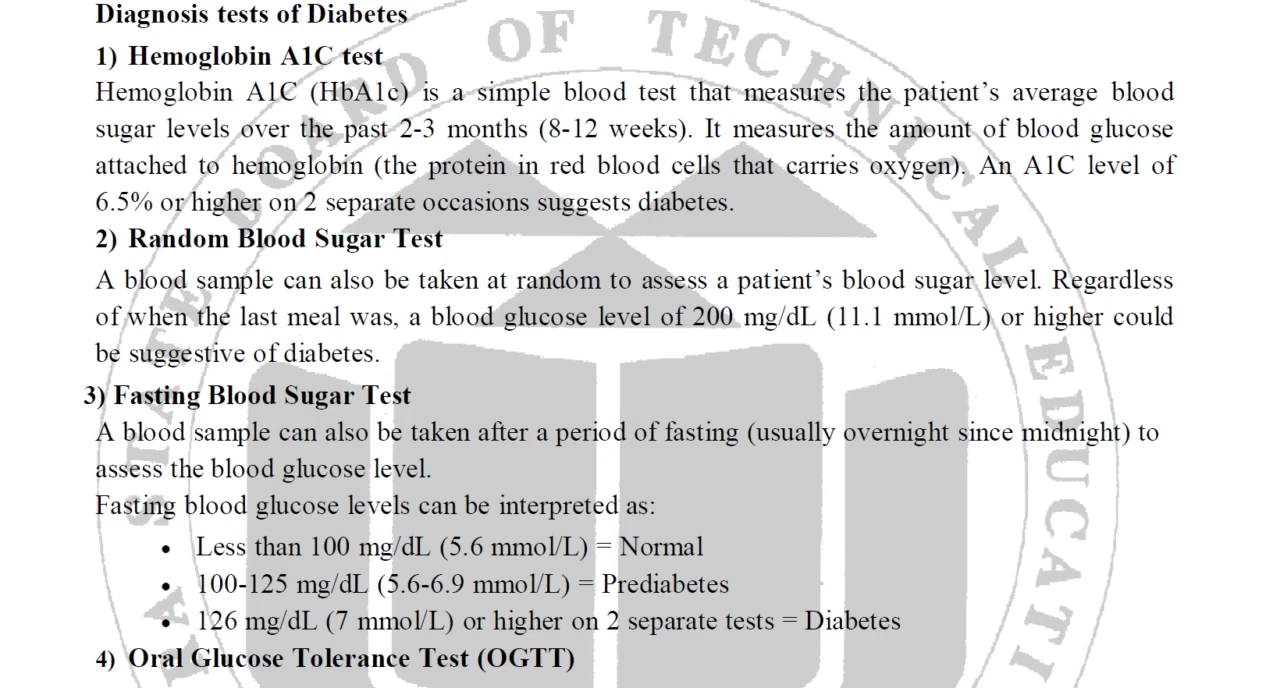 Diagnosis tests of Diabetes
1) Hemoglobin A1C test
Hemoglobin A1C (HbA1c) is a simple blood test that measures the patient's average blood
sugar levels over the past 2-3 months (8-12 weeks). It measures the amount of blood glucose
attached to hemoglobin (the protein in red blood cells that carries oxygen). An A1C level of
6.5% or higher on 2 separate occasions suggests diabetes.
2) Random Blood Sugar Test
A blood sample can also be taken at random to assess a patient's blood sugar level. Regardless
of when the last meal was, a blood glucose level of 200 mg/dL (11.1 mmol/L) or higher could
be suggestive of diabetes.
3) Fasting Blood Sugar Test
A blood sample can also be taken after a period of fasting (usually overnight since midnight) to
assess the blood glucose level.
Fasting blood glucose levels can be interpreted as:
• Less than 100 mg/dL (5.6 mmol/L) = Normal
• 100-125 mg/dL (5.6-6.9 mmol/L) = Prediabetes
• 126 mg/dL (7 mmol/L) or higher on 2 separate tests = Diabetes
4) Oral Glucose Tolerance Test (OGTT)
STATE BOARD OF TECHNICAL EDUCATI